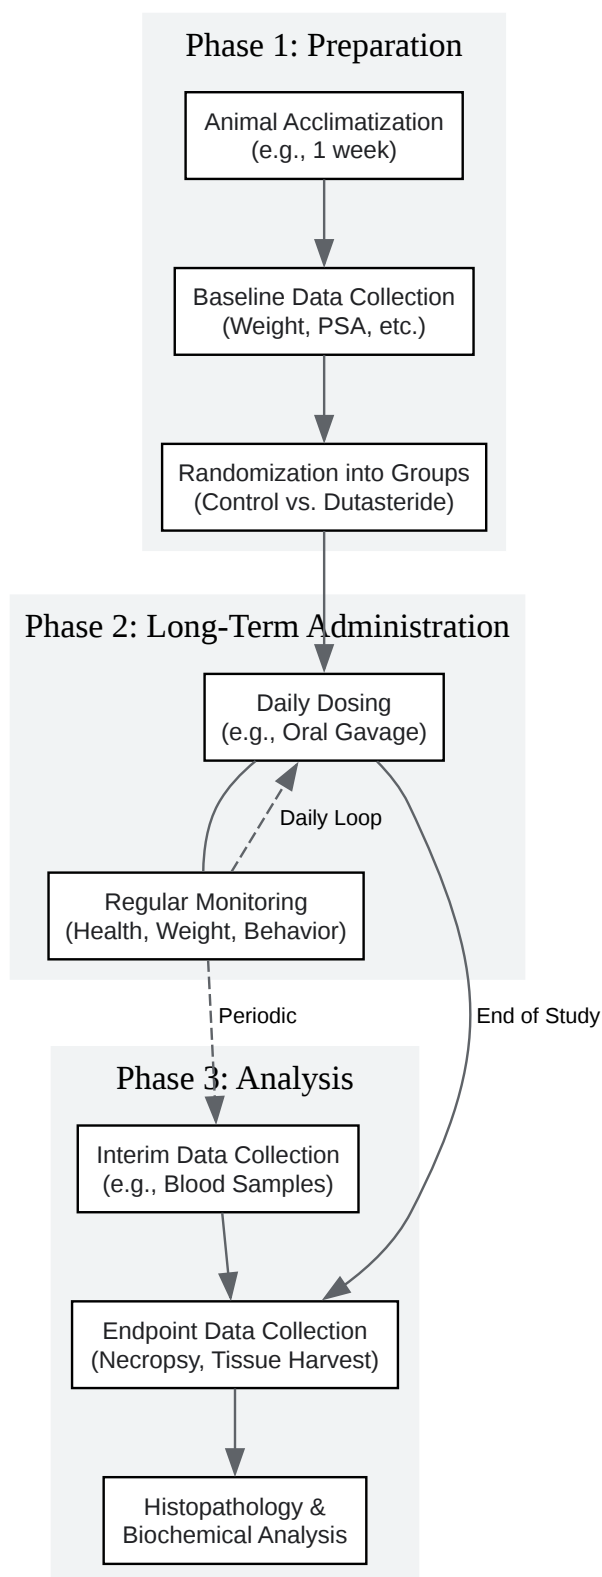 Phase 1: Preparation
Animal Acclimatization
(e.g., 1 week)
Baseline Data Collection
(Weight, PSA, etc.)
Randomization into Groups
(Control vs. Dutasteride)
Phase 2: Long-Term Administration
Daily Dosing
(e.g., Oral Gavage)
Daily Loop
Regular Monitoring
(Health, Weight, Behavior)
Periodic
End of Study
Phase 3: Analysis
Interim Data Collection
(e.g., Blood Samples)
Endpoint Data Collection
(Necropsy, Tissue Harvest)
Histopathology &
Biochemical Analysis